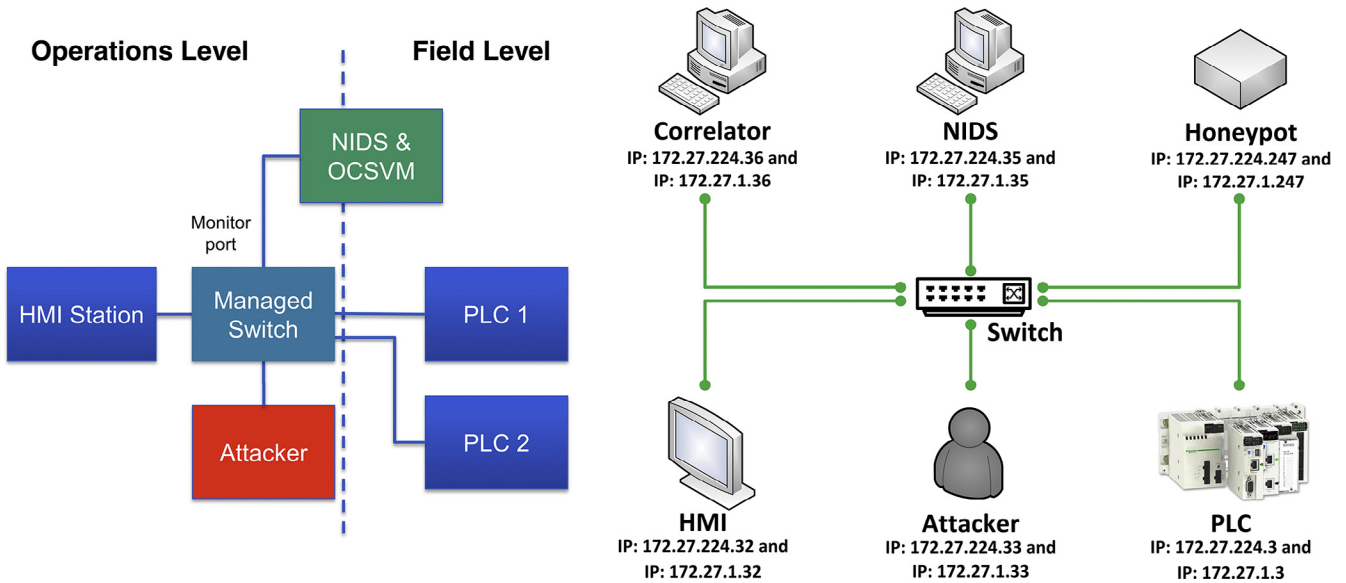 Operations Level
Field Level
NIDS &
OCSVM
Monitor
port
HMI Station
Managed
Switch
PLC 1
Attacker
PLC 2
Correlator
IP: 172.27.224.36 and
IP: 172.27.1.36
NIDS
IP: 172.27.224.35 and
IP: 172.27.1.35
Honeypot
IP: 172.27.224.247 and
IP: 172.27.1.247
Switch
HMI
IP: 172.27.224.32 and
IP: 172.27.1.32
Attacker
IP: 172.27.224.33 and
IP: 172.27.1.33
PLC
IP: 172.27.224.3 and
IP: 172.27.1.3